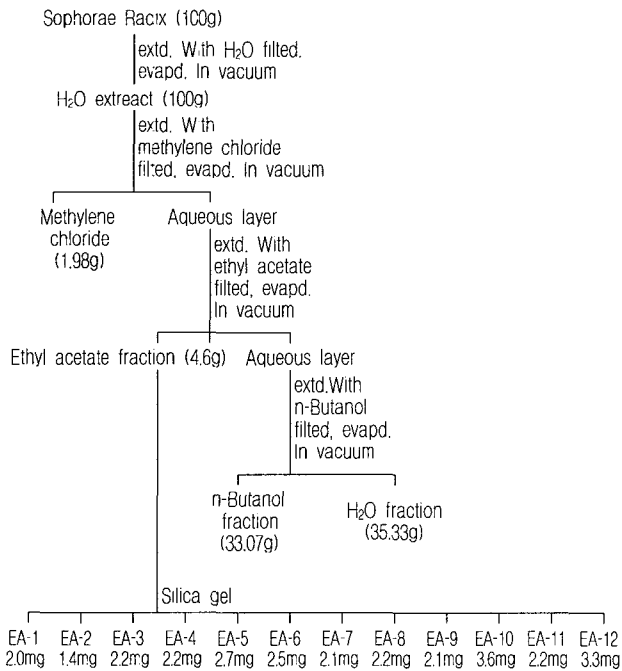 Sophorae Racix (100g)
extd. With H₂O filted.
evapd. In vacuum
H₂O extreact (100g)
extd. With
methylene chloride
filted, evapd. In vacuum
Methylene
chloride
(1.98g)
Aqueous layer
extd. With
ethyl acetate
filted, evapd.
In vacuum
Ethyl acetate fraction (4.6g)
Aqueous layer
extd.With
n-Butanol
filted, evapd.
In vacuum
n-Butanol
fraction
(33.07g)
H₂O fraction
(35.33g)
Silica gel
EA-1 EA-2 EA-3 EA-4 EA-5 EA-6 EA-7 EA-8 EA-9 EA-10 EA-11 EA-12
2.0mg 1.4mg 2.2mg 2.2mg 2.7mg 2.5mg 2.1mg 2.2mg 2.1mg 3.6mg 2.2mg 3.3mg